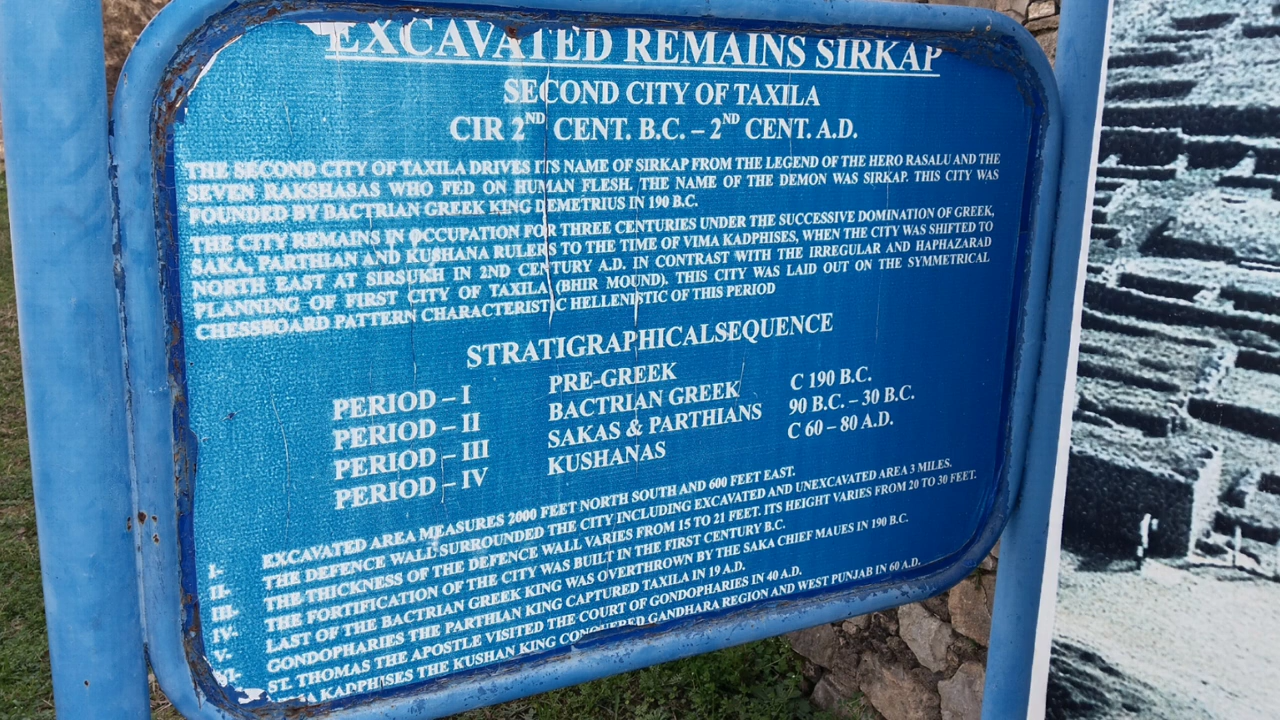 EXCAVATED REMAINS SIRKAP
SECOND CITY OF TAXILA
CIR 2ND CENT. B.C. – 2ND CENT. A.D.
THE SECOND CITY OF TAXILA DRIVES ITS NAME OF SIRKAP FROM THE LEGEND OF THE HERO RASALU AND THE
SEVEN RAKSHASAS WHO FED ON HUMAN FLESH. THE NAME OF THE DEMON WAS SIRKAP. THIS CITY WAS
FOUNDED BY BACTRIAN GREEK KING DEMETRIUS IN 190 B.C.
THE CITY REMAINS IN OCCUPATION FOR THREE CENTURIES UNDER THE SUCCESSIVE DOMINATION OF GREEK,
SAKA, PARTHIAN AND KUSHANA RULERS TO THE TIME OF VIMA KADPHISES, WHEN THE CITY WAS SHIFTED TO
NORTH EAST AT SIRSUKH IN 2ND CENTURY A.D. IN CONTRAST WITH THE IRREGULAR AND HAPHAZARD
PLANNING OF FIRST CITY OF TAXILA (BHIR MOUND). THIS CITY WAS LAID OUT ON THE SYMMETRICAL
CHESSBOARD PATTERN CHARACTERISTIC HELLENISTIC OF THIS PERIOD
STRATIGRAPHICALSEQUENCE
PERIOD – I PRE-GREEK
PERIOD – II BACTRIAN GREEK C 190 B.C.
PERIOD – III SAKAS & PARTHIANS 90 B.C. – 30 B.C.
PERIOD – IV KUSHANAS C 60 – 80 A.D.
I- EXCAVATED AREA MEASURES 2000 FEET NORTH SOUTH AND 600 FEET EAST.
II- THE DEFENCE WALL SURROUNDED THE CITY INCLUDING EXCAVATED AND UNEXCAVATED AREA 3 MILES.
III- THE THICKNESS OF THE DEFENCE WALL VARIES FROM 15 TO 21 FEET. ITS HEIGHT VARIES FROM 20 TO 30 FEET.
IV- THE FORTIFICATION OF THE CITY WAS BUILT IN THE FIRST CENTURY B.C.
V- LAST OF THE BACTRIAN GREEK KING WAS OVERTHROWN BY THE SAKA CHIEF MAUES IN 190 B.C.
GONDOPHARIES THE PARTHIAN KING CAPTURED TAXILA IN 19 A.D.
ST. THOMAS THE APOSTLE VISITED THE COURT OF GONDOPHARIES IN 40 A.D.
KADPHISES THE KUSHAN KING CONQUERED GANDHARA REGION AND WEST PUNJAB IN 60 A.D.